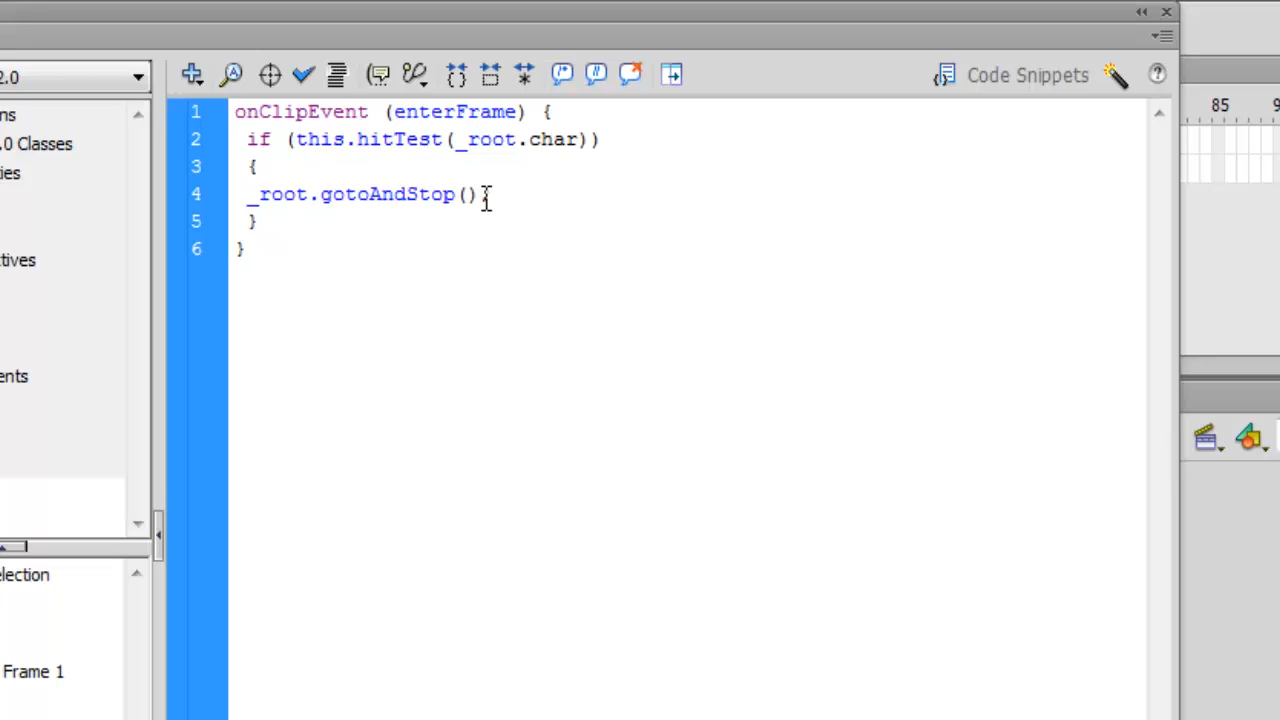 2.0
Code Snippets
ns
.0 Classes
ies
tives
ents
election
Frame 1
1 onClipEvent (enterFrame) {
2 if (this.hitTest(_root.char))
3 {
4 _root.gotoAndStop();
5 }
6 }
85
9